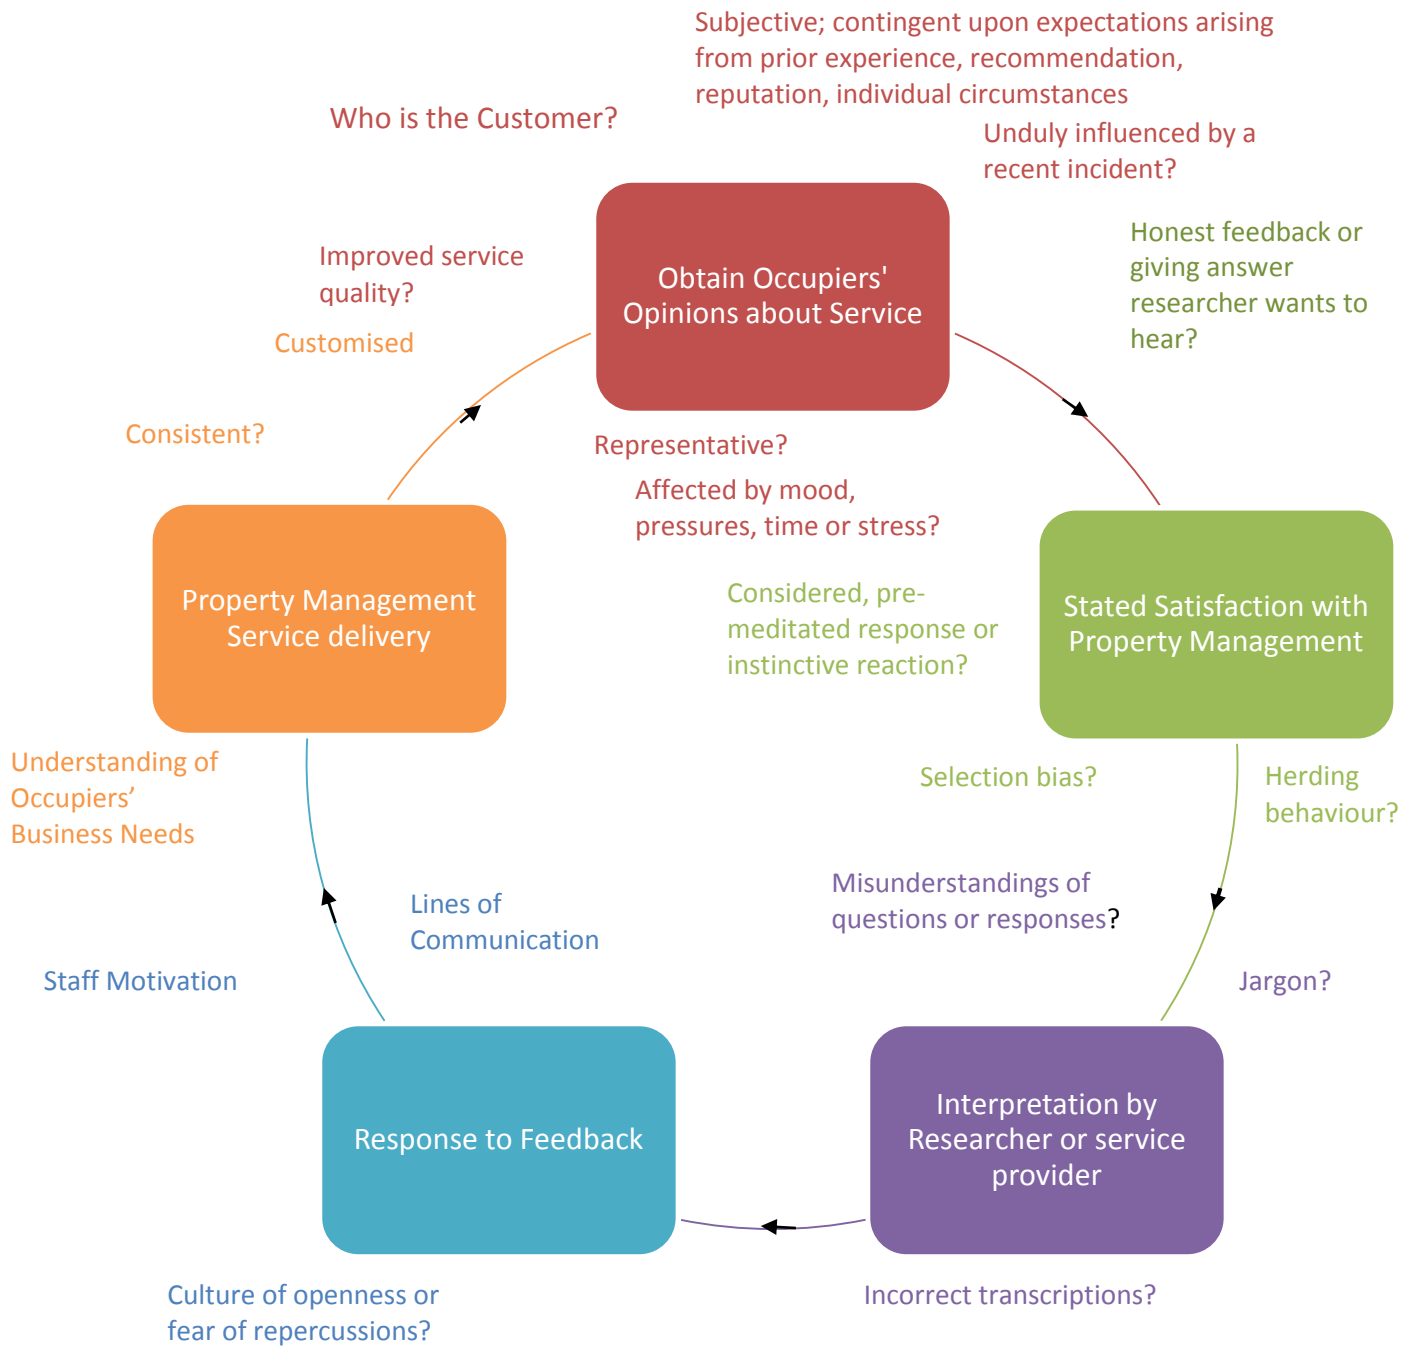 Subjective; contingent upon expectations arising
from prior experience, recommendation,
reputation, individual circumstances
Who is the Customer?
Unduly influenced by a
recent incident?
Improved service
quality?
Obtain Occupiers'
Opinions about Service
Honest feedback or
giving answer
researcher wants to
hear?
Customised
Consistent?
Representative?
Affected by mood,
pressures, time or stress?
Property Management
Service delivery
Considered, pre-
meditated response or
instinctive reaction?
Stated Satisfaction with
Property Management
Understanding of
Occupiers’
Business Needs
Selection bias?
Herding
behaviour?
Misunderstandings of
questions or responses?
Lines of
Communication
Staff Motivation
Jargon?
Response to Feedback
Interpretation by
Researcher or service
provider
Culture of openness or
fear of repercussions?
Incorrect transcriptions?